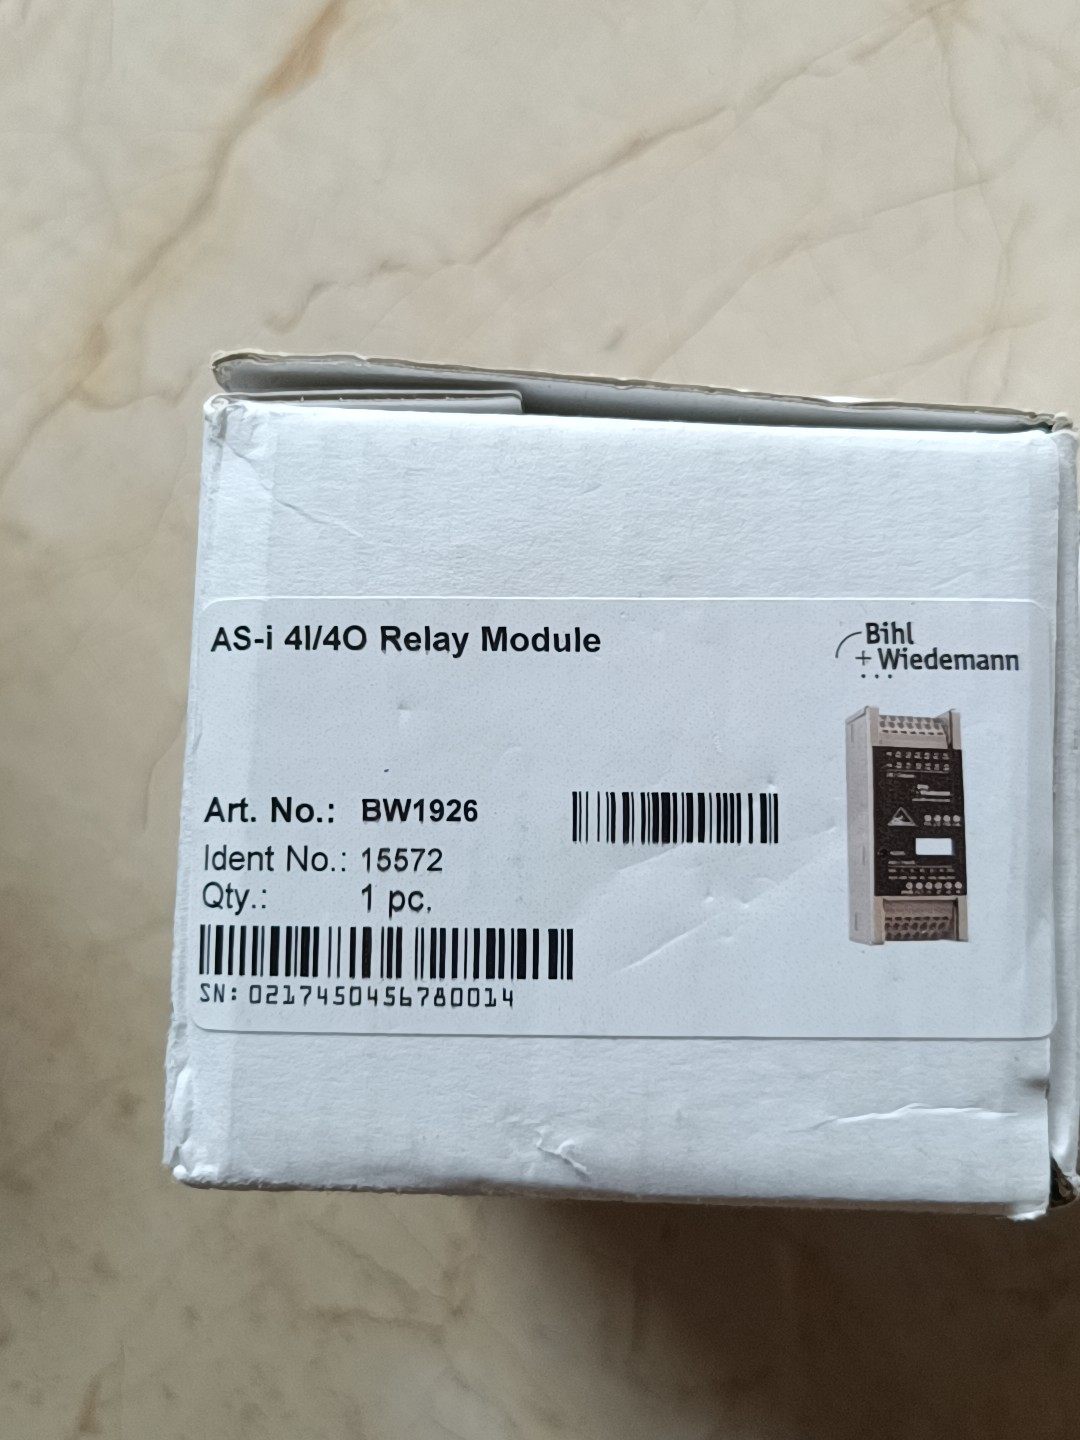 AS-i 4I/4O Relay Module
Bihl
+ Wiedemann
Art. No.: BW1926
Ident No.: 15572
Qty.: 1 pc.
SN: 0217450456780014